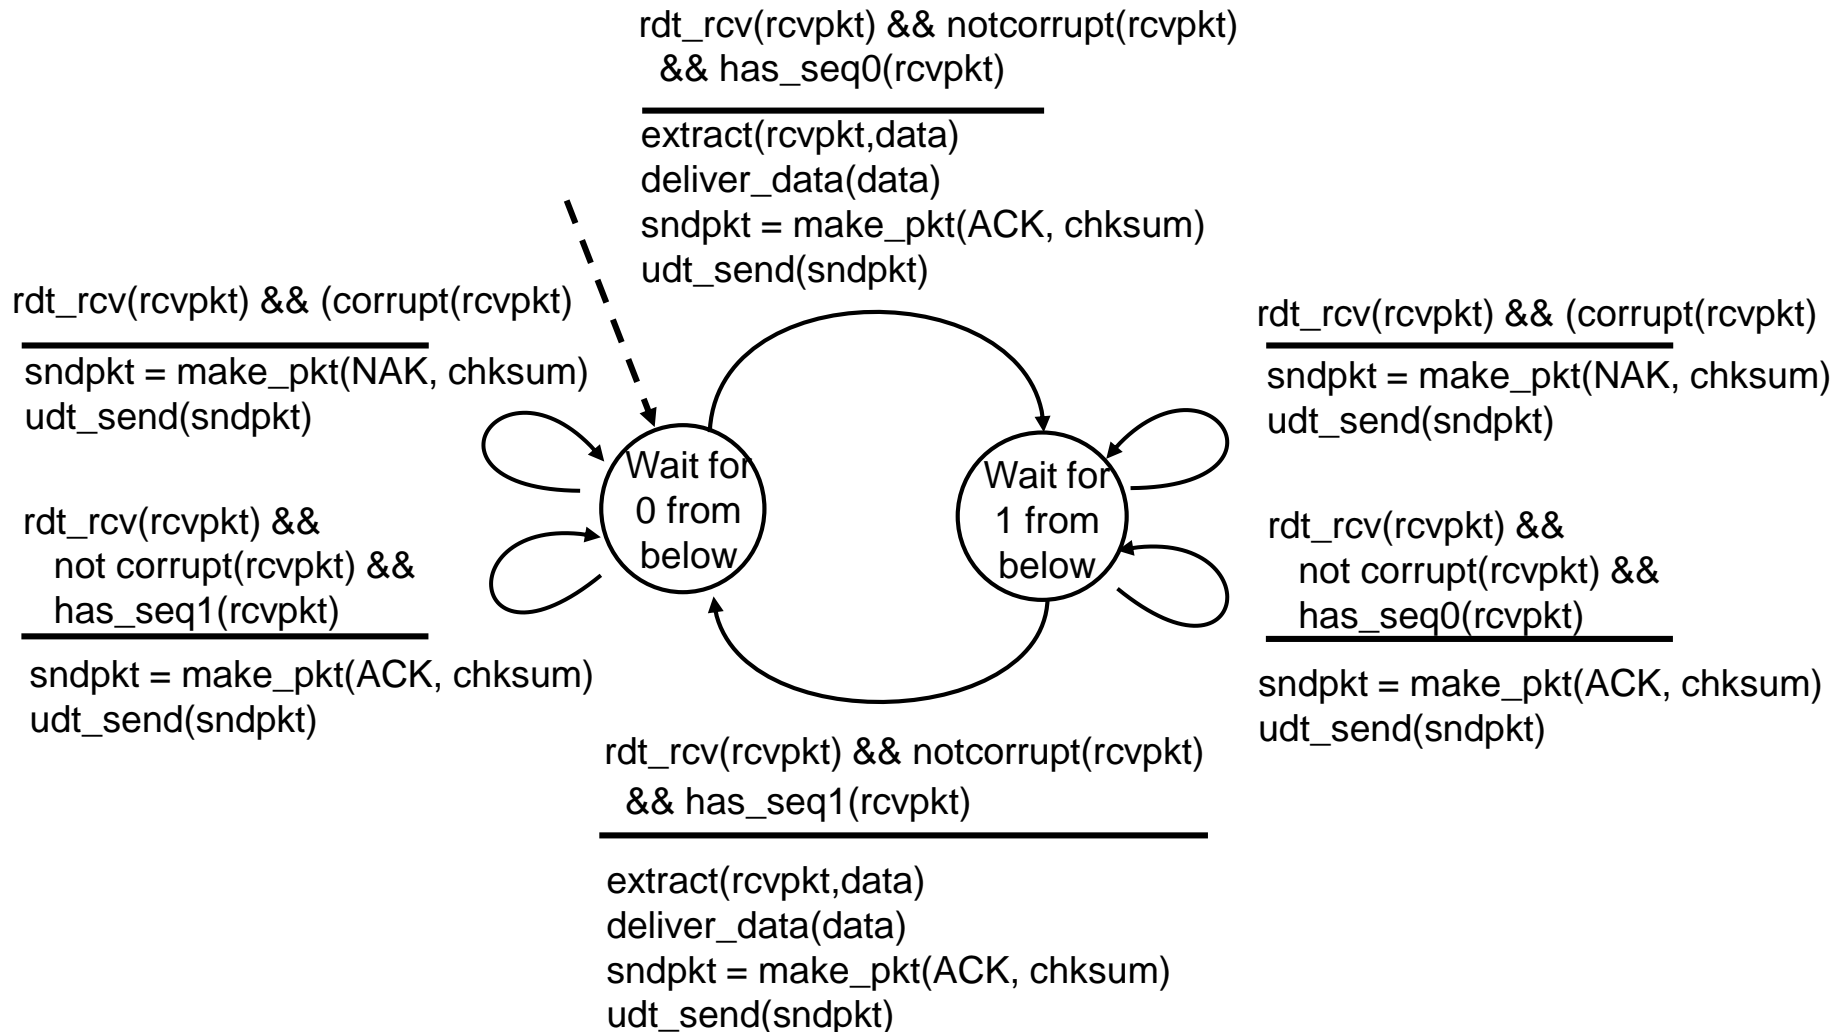 rdt_rcv(rcvpkt) && notcorrupt(rcvpkt)
&& has_seq0(rcvpkt)
extract(rcvpkt,data)
deliver_data(data)
sndpkt = make_pkt(ACK, chksum)
udt_send(sndpkt)
rdt_rcv(rcvpkt) && (corrupt(rcvpkt)
sndpkt = make_pkt(NAK, chksum)
udt_send(sndpkt)
rdt_rcv(rcvpkt) &&
not corrupt(rcvpkt) &&
has_seq1(rcvpkt)
sndpkt = make_pkt(ACK, chksum)
udt_send(sndpkt)
Wait for
0 from
below
Wait for
1 from
below
rdt_rcv(rcvpkt) && (corrupt(rcvpkt)
sndpkt = make_pkt(NAK, chksum)
udt_send(sndpkt)
rdt_rcv(rcvpkt) &&
not corrupt(rcvpkt) &&
has_seq0(rcvpkt)
sndpkt = make_pkt(ACK, chksum)
udt_send(sndpkt)
rdt_rcv(rcvpkt) && notcorrupt(rcvpkt)
&& has_seq1(rcvpkt)
extract(rcvpkt,data)
deliver_data(data)
sndpkt = make_pkt(ACK, chksum)
udt_send(sndpkt)